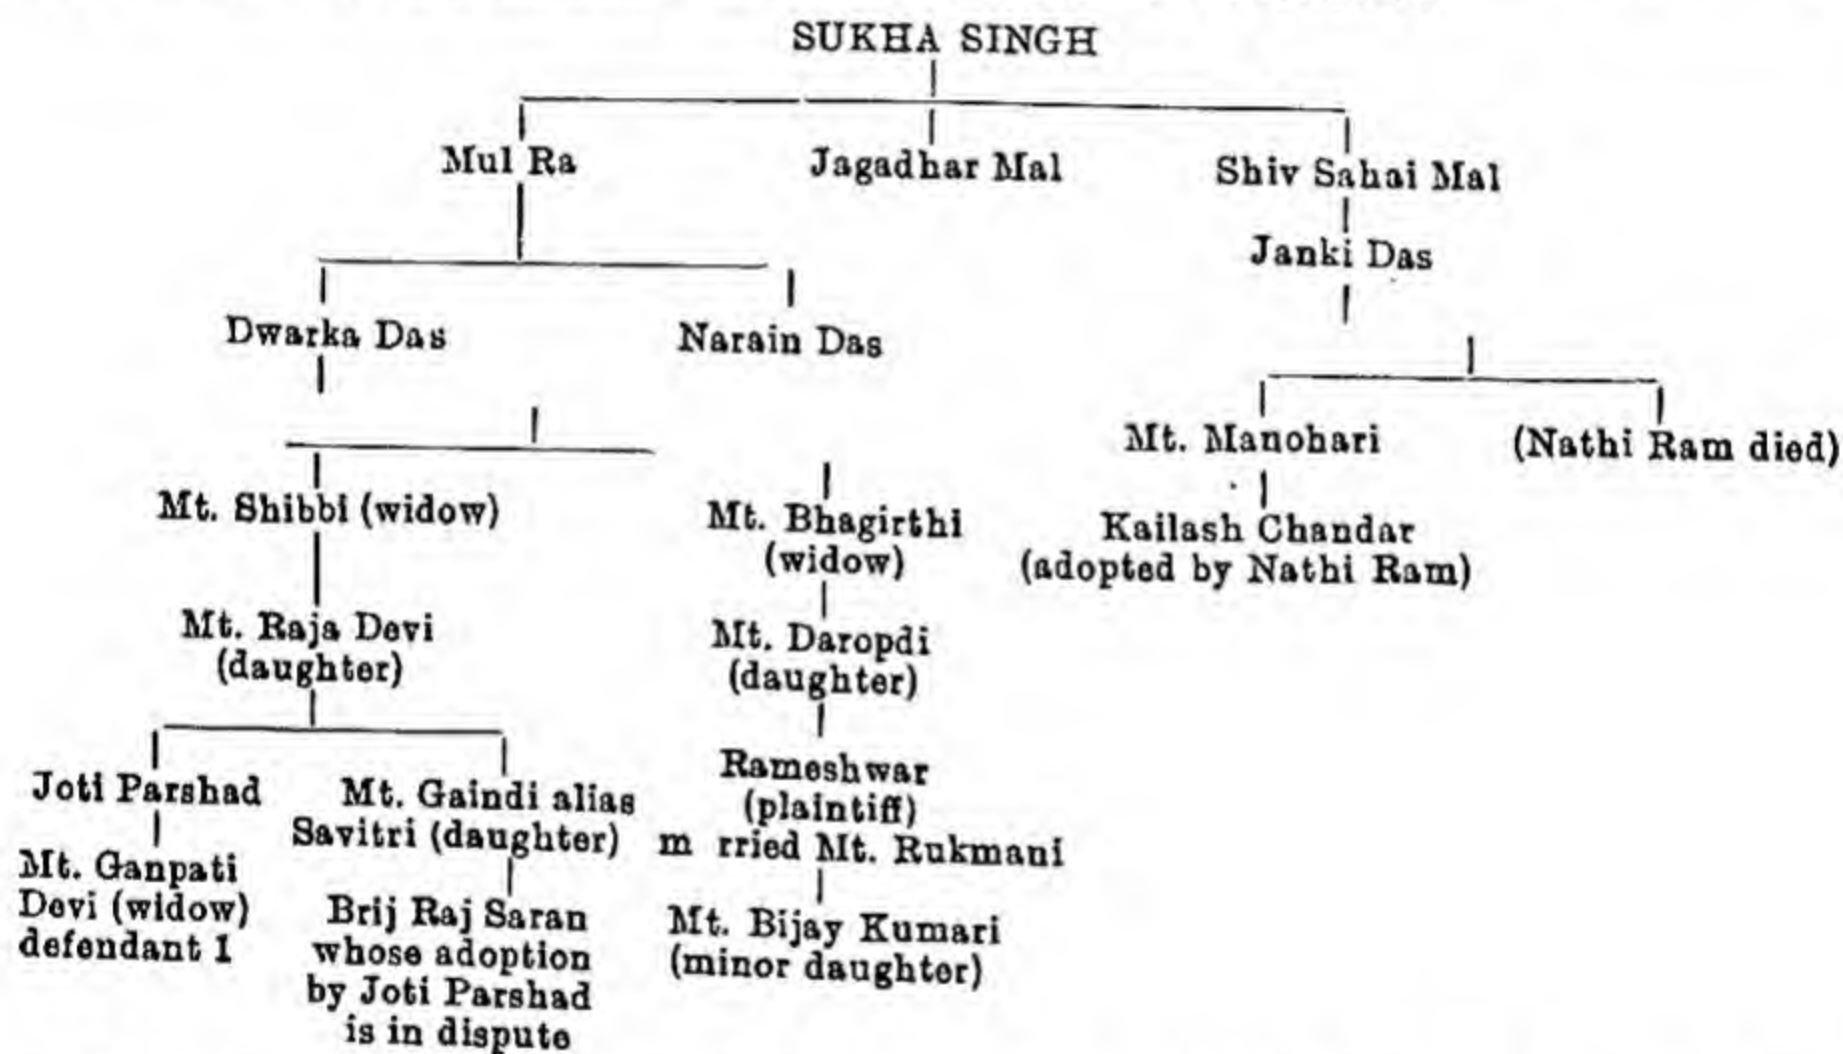 SUKHA SINGH
Mul Ra
Jagadhar Mal
Shiv Sahai Mal
Janki Das
Dwarka Das
Narain Das
Mt. Manohari
(Nathi Ram died)
Mt. Shibbi (widow)
Mt. Bhagirthi
(widow)
Kailash Chandar
(adopted by Nathi Ram)
Mt. Raja Devi
(daughter)
Mt. Daropdi
(daughter)
Joti Parshad
Mt. Gaindi alias
Savitri (daughter)
Rameshwar
(plaintiff)
m rried Mt. Rukmani
Mt. Ganpati
Devi (widow)
defendant 1
Brij Raj Saran
whose adoption
by Joti Parshad
is in dispute
Mt. Bijay Kumari
(minor daughter)